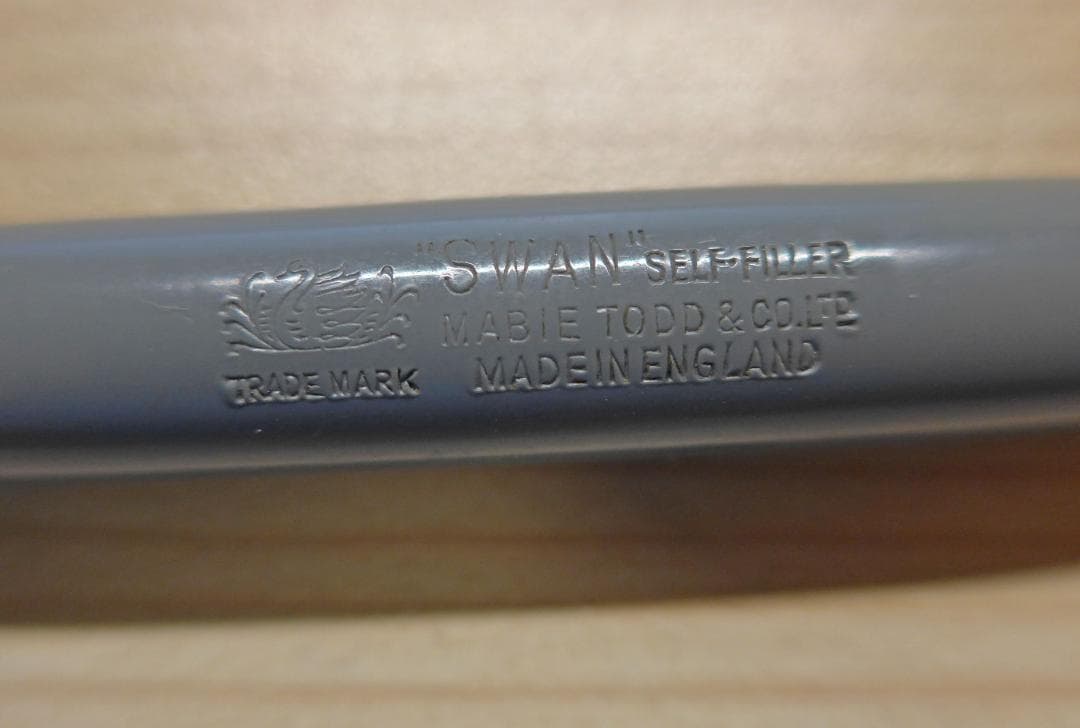 "SWAN" SELF-FILLER
MABIE TODD & CO. LTD
MADE IN ENGLAND
TRADE MARK